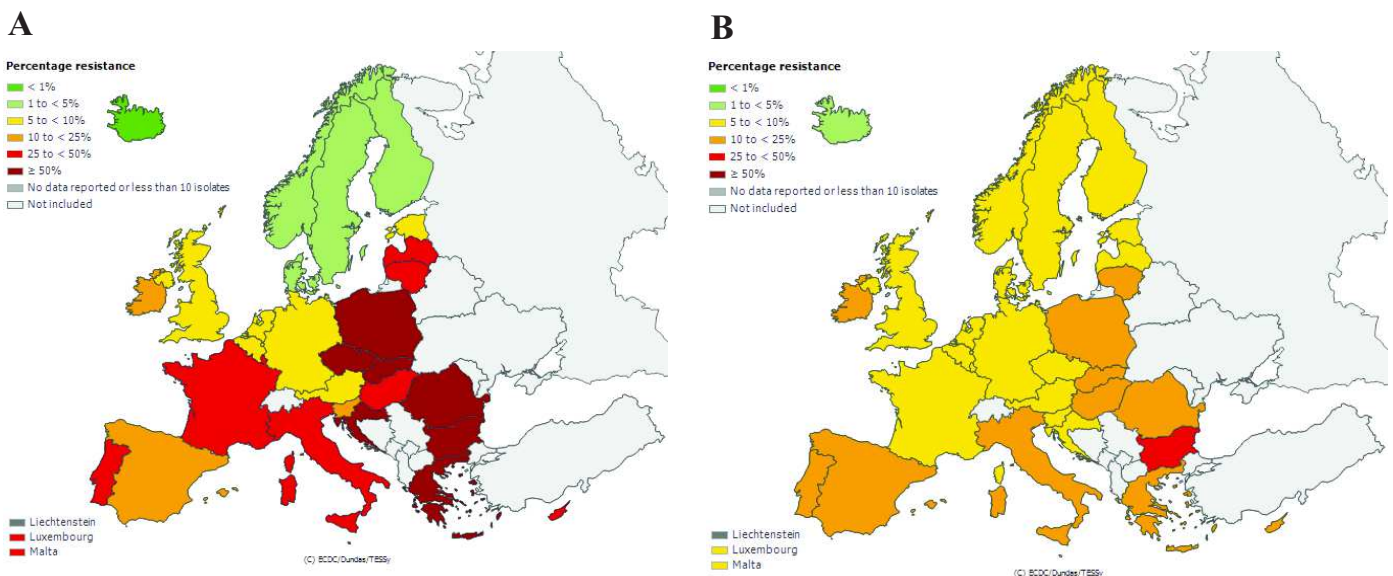 A
Percentage resistance
< 1%
1 to < 5%
5 to < 10%
10 to < 25%
25 to < 50%
≥ 50%
No data reported or less than 10 isolates
Not included
Liechtenstein
Luxembourg
Malta
(C) ECDC/Dundas/TESSy
B
Percentage resistance
< 1%
1 to < 5%
5 to < 10%
10 to < 25%
25 to < 50%
≥ 50%
No data reported or less than 10 isolates
Not included
Liechtenstein
Luxembourg
Malta
(C) ECDC/Dundas/TESSy